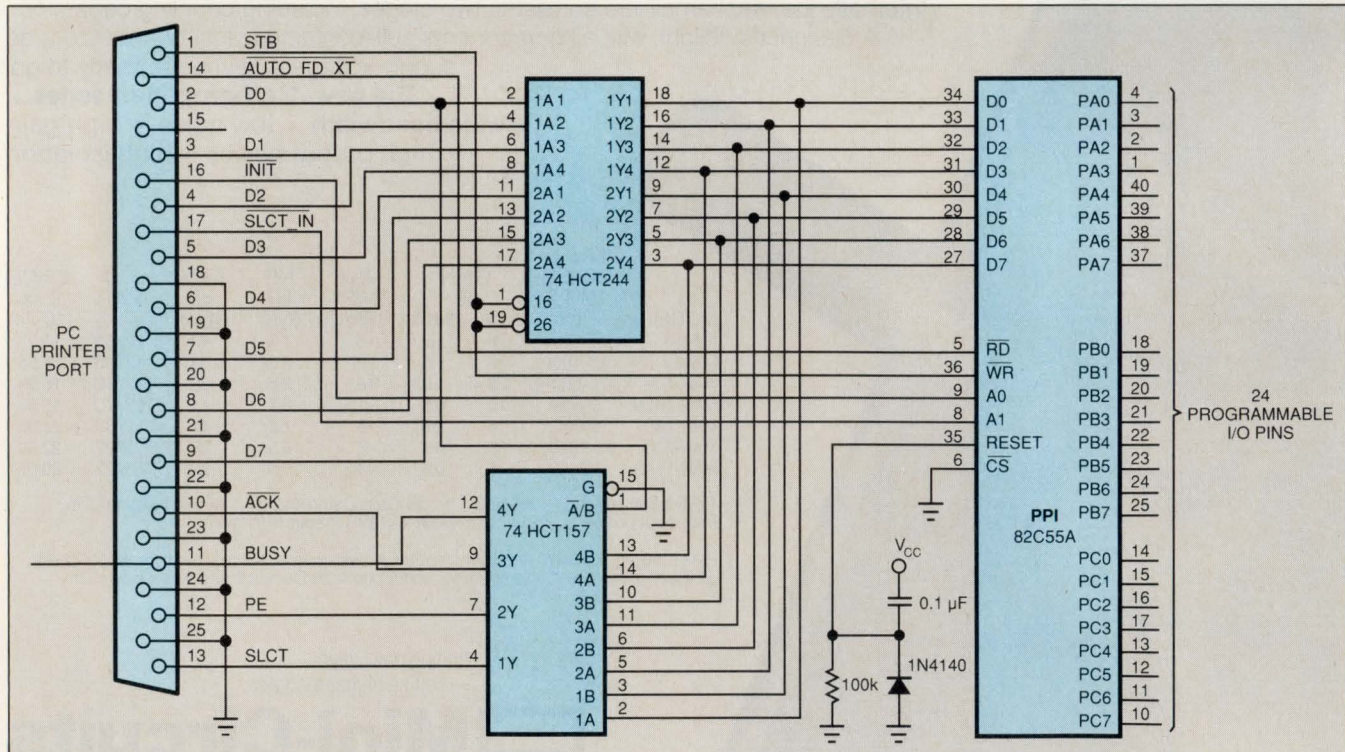 PC
PRINTER
PORT
1 STB
14 AUTO FD XT
2 D0
15
3 D1
16 INIT
4 D2
17 SLCT_IN
5 D3
18
6 D4
19
7 D5
20
8 D6
21
9 D7
22
10 ACK
23
11 BUSY
24
12 PE
25
13 SLCT
2 1A1 1Y1 18
4 1A2 1Y2 16
6 1A3 1Y3 14
8 1A4 1Y4 12
11 2A1 2Y1 9
13 2A2 2Y2 7
15 2A3 2Y3 5
17 2A4 2Y4 3
74 HCT244
1 16
19 26
G 15
A/B 1
12 4Y
74 HCT157
9 3Y
7 2Y
4 1Y
4B 13
4A 14
3B 10
3A 11
2B 6
2A 5
1B 3
1A 2
34 D0 PA0 4
33 D1 PA1 3
32 D2 PA2 2
31 D3 PA3 1
30 D4 PA4 40
29 D5 PA5 39
28 D6 PA6 38
27 D7 PA7 37
5 RD PB0 18
36 WR PB1 19
9 A0 PB2 20
8 A1 PB3 21
35 RESET PB4 22
6 CS PB5 23
PB6 24
PB7 25
PPI
82C55A
PC0 14
PC1 15
PC2 16
PC3 17
PC4 13
PC5 12
PC6 11
PC7 10
VCC
0.1 µF
1N4140
100k
24
PROGRAMMABLE
I/O PINS